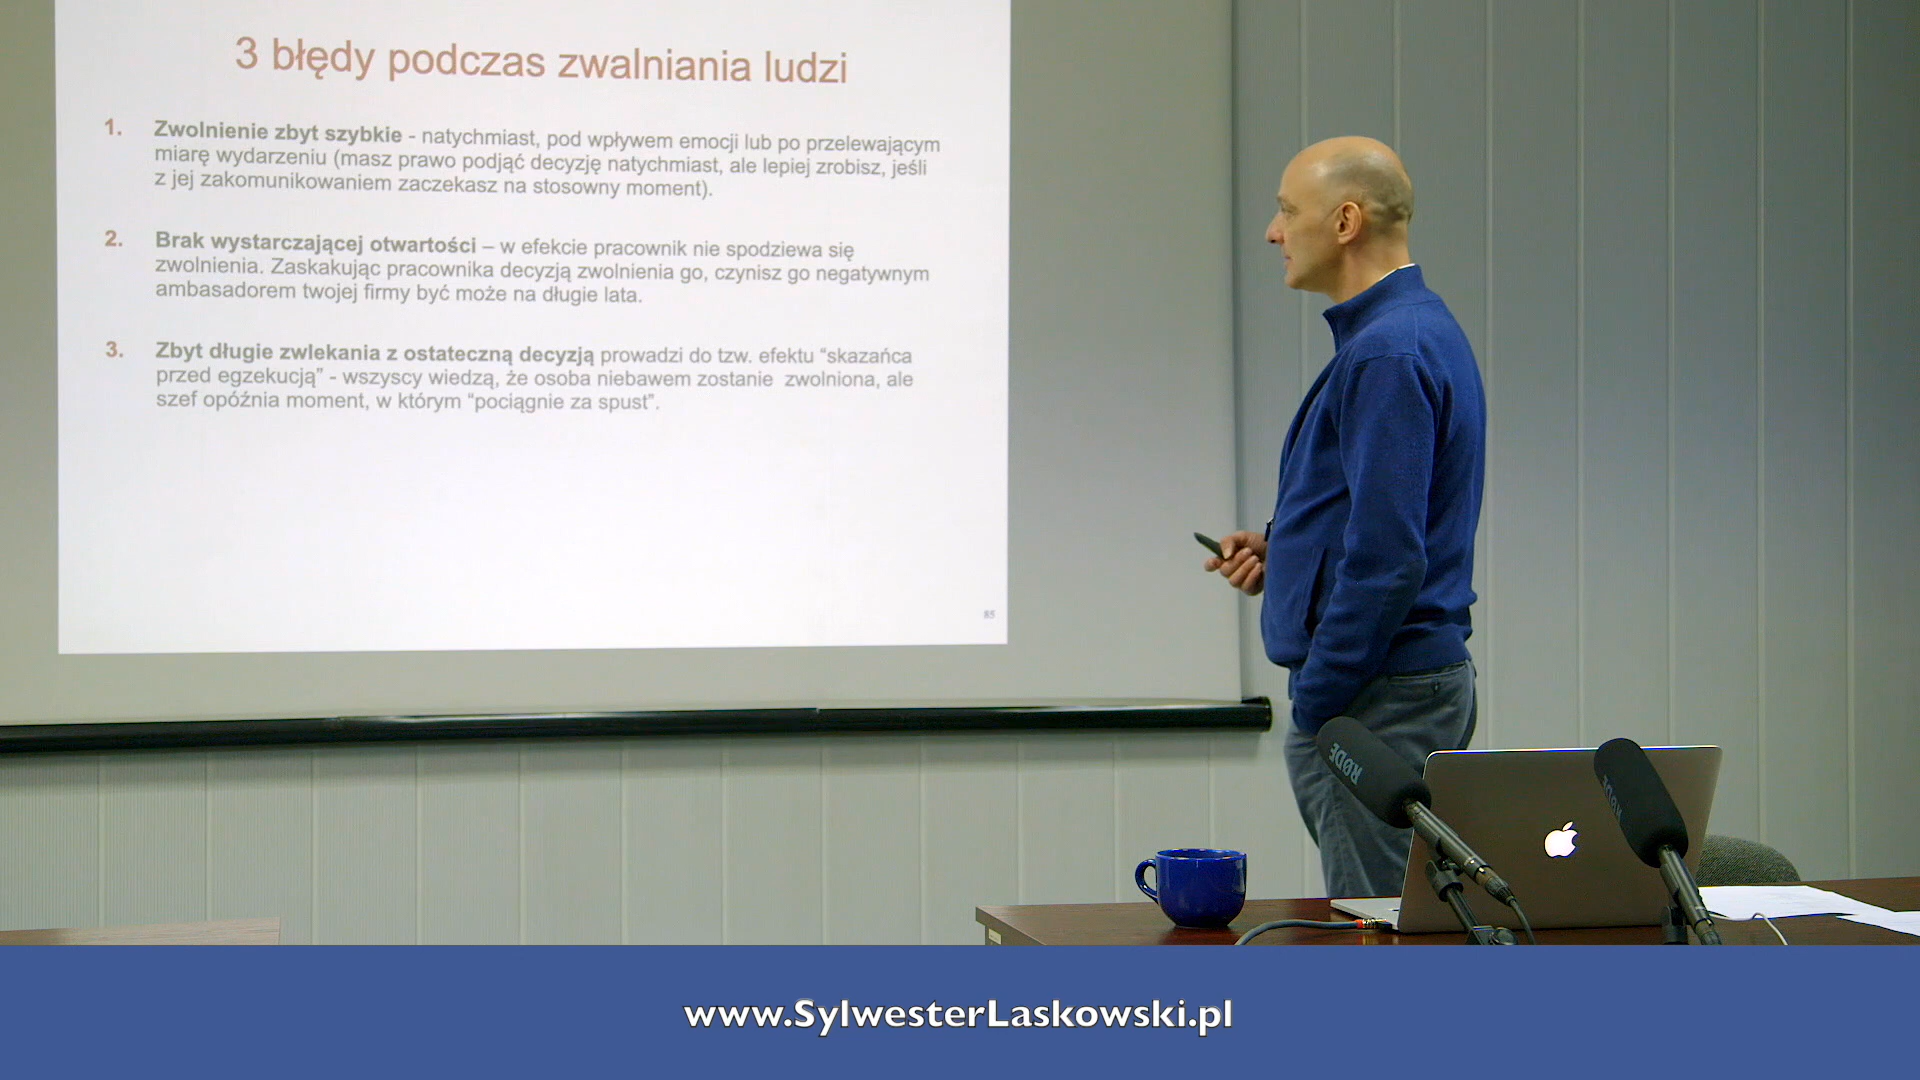 3 błędy podczas zwalniania ludzi
1. Zwolnienie zbyt szybkie - natychmiast, pod wpływem emocji lub po przelewającym
miarę wydarzeniu (masz prawo podjąć decyzję natychmiast, ale lepiej zrobisz, jeśli
z jej zakomunikowaniem zaczekasz na stosowny moment).
2. Brak wystarczającej otwartości – w efekcie pracownik nie spodziewa się
zwolnienia. Zaskakując pracownika decyzją zwolnienia go, czynisz go negatywnym
ambasadorem twojej firmy być może na długie lata.
3. Zbyt długie zwlekania z ostateczną decyzją prowadzi do tzw. efektu “skazańca
przed egzekucją” - wszyscy wiedzą, że osoba niebawem zostanie zwolniona, ale
szef opóźnia moment, w którym “pociągnie za spust”.
85
RØDE
RØDE
www.SylwesterLaskowski.pl